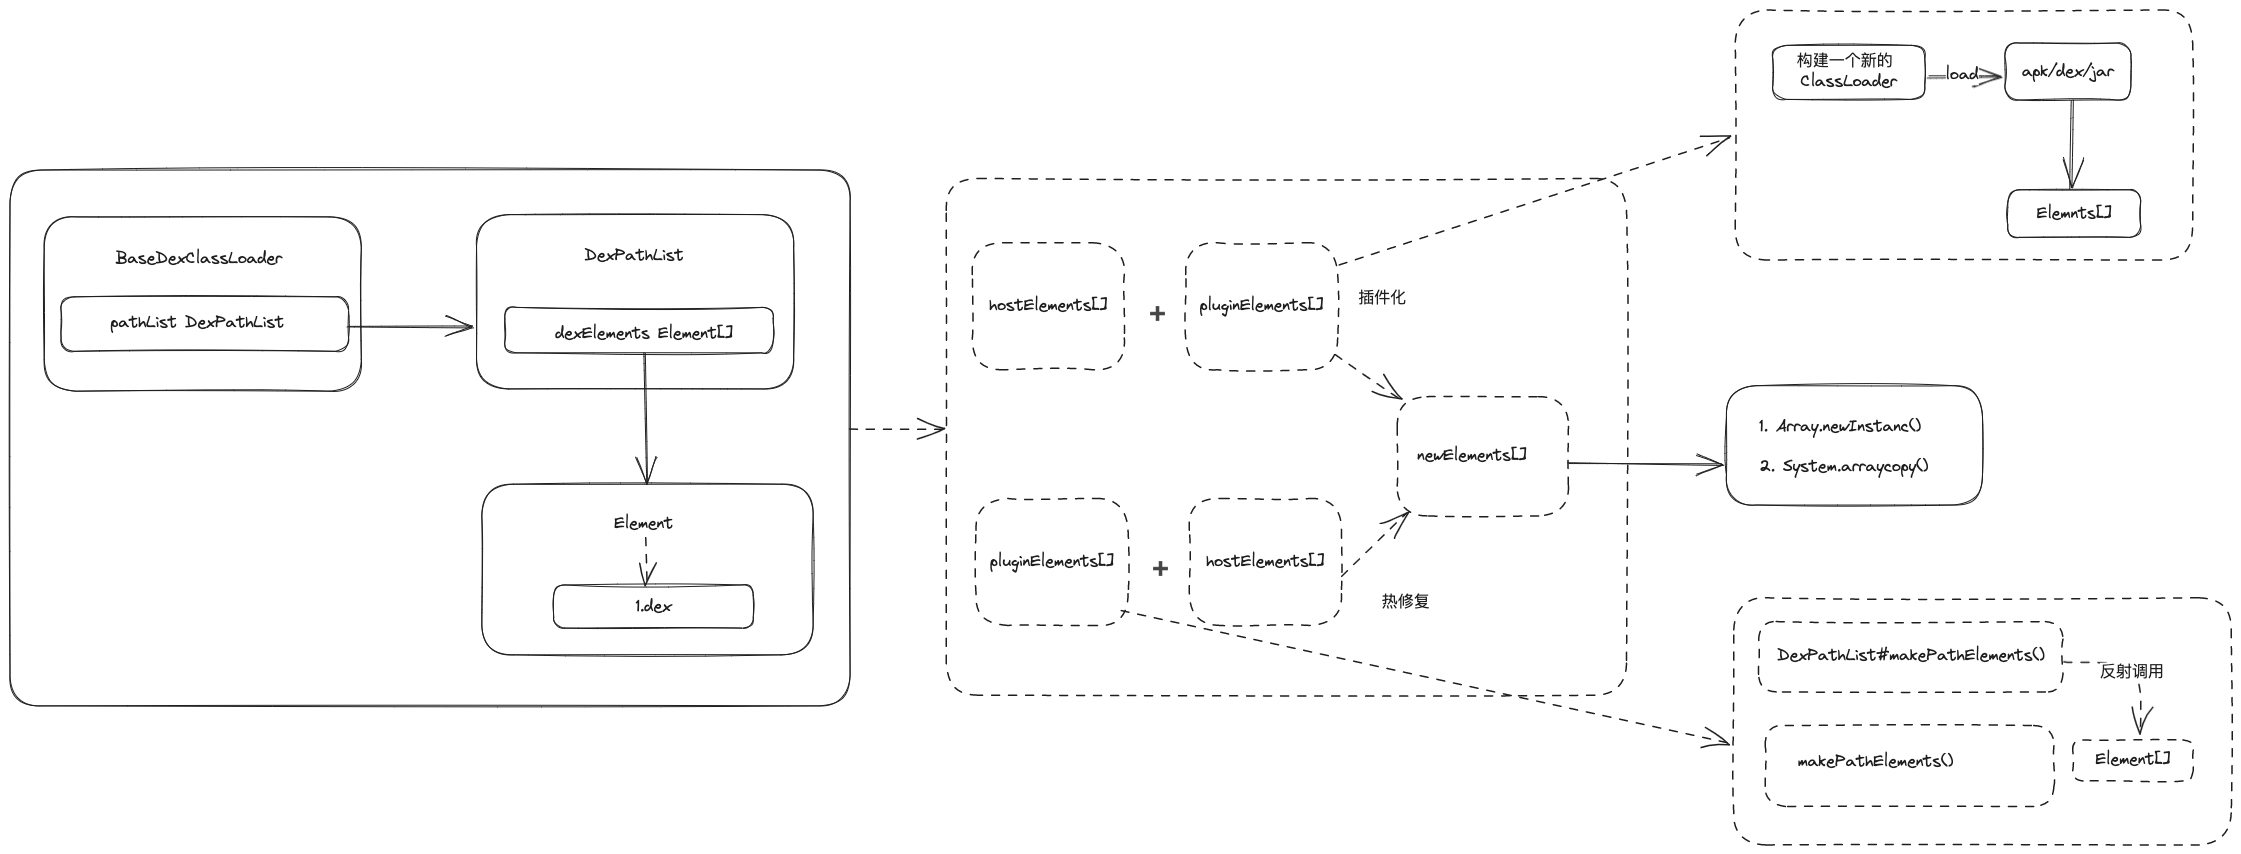 BaseDexClassLoader
pathList DexPathList
DexPathList
dexElements Element[]
Element
1.dex
hostElements[]
+
pluginElements[]
插件化
newElements[]
pluginElements[]
+
hostElements[]
热修复
构建一个新的
ClassLoader
load
apk/dex/jar
Elemnts[]
1. Array.newInstanc()
2. System.arraycopy()
DexPathList#makePathElements()
反射调用
makePathElements()
Element[]